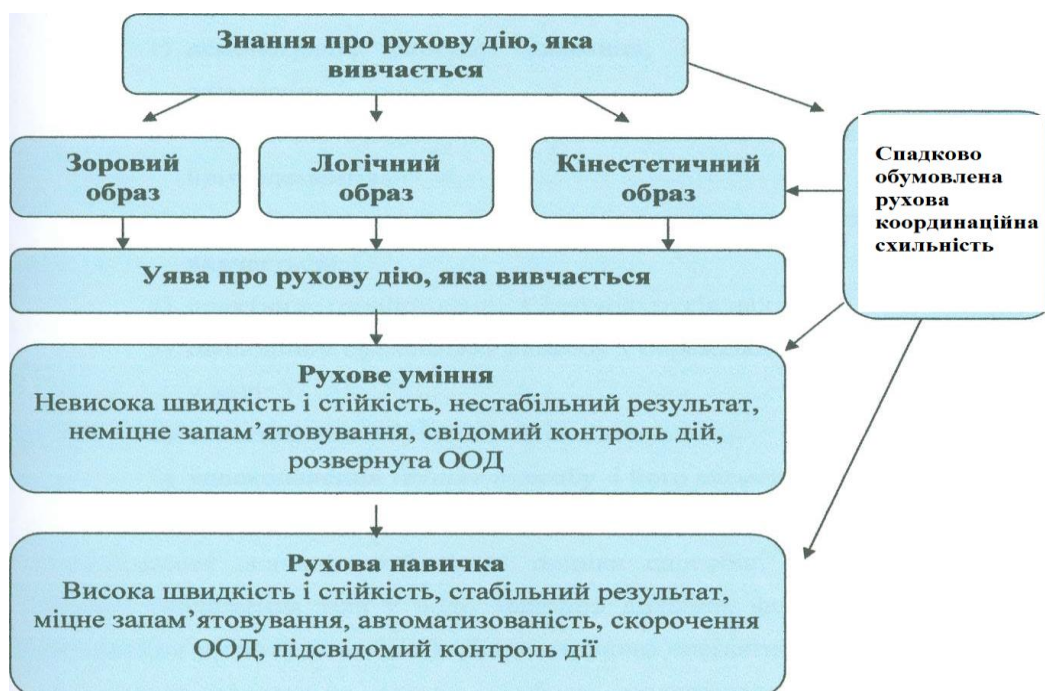 Знання про рухову дію, яка
вивчається
Зоровий
образ
Логічний
образ
Кінестетичний
образ
Спадково
обумовлена
рухова
координаційна
схильність
Уява про рухову дію, яка вивчається
Рухове уміння
Невисока швидкість і стійкість, нестабільний результат,
неміцне запам’ятовування, свідомий контроль дій,
розвернута ООД
Рухова навичка
Висока швидкість і стійкість, стабільний результат,
міцне запам’ятовування, автоматизованість, скорочення
ООД, підсвідомий контроль дії